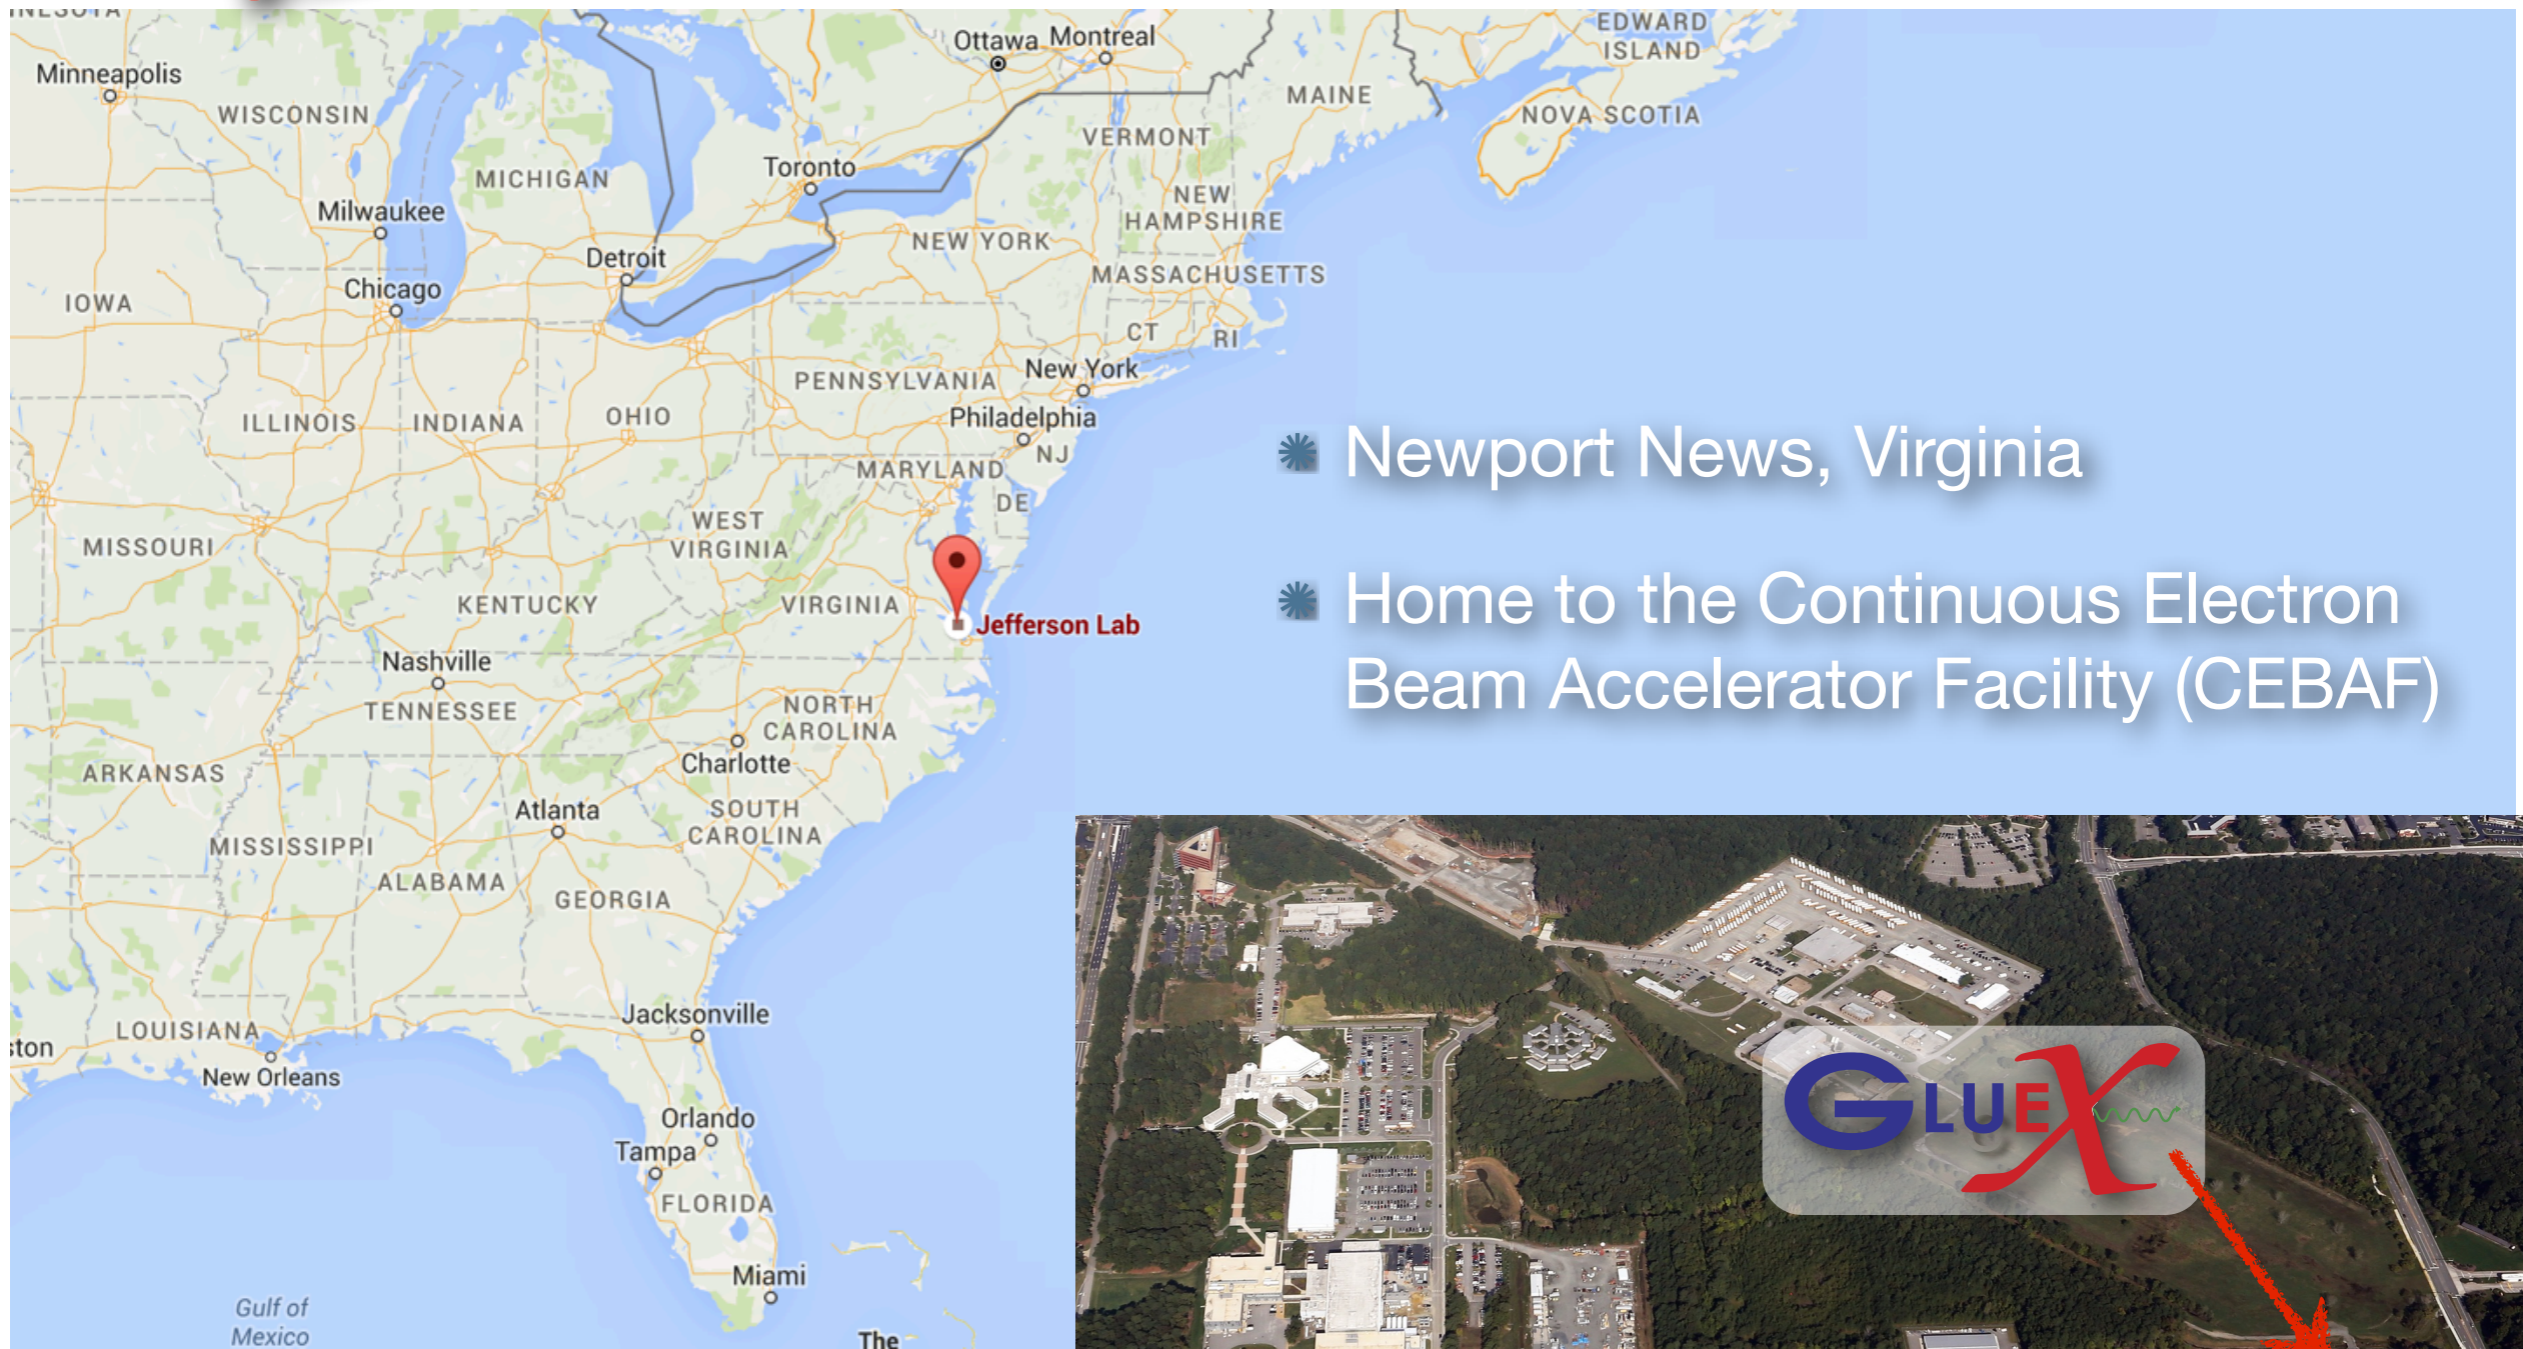 Ottawa
Montreal
EDWARD
ISLAND
Minneapolis
WISCONSIN
MAINE
NOVA SCOTIA
VERMONT
Toronto
MICHIGAN
NEW
HAMPSHIRE
Milwaukee
NEW YORK
Detroit
MASSACHUSETTS
Chicago
IOWA
CT
RI
New York
PENNSYLVANIA
ILLINOIS
INDIANA
OHIO
Philadelphia
NJ
MARYLAND
DE
WEST
VIRGINIA
MISSOURI
KENTUCKY
VIRGINIA
Jefferson Lab
Newport News, Virginia
Home to the Continuous Electron
Beam Accelerator Facility (CEBAF)
Nashville
TENNESSEE
NORTH
CAROLINA
Charlotte
ARKANSAS
Atlanta
SOUTH
CAROLINA
MISSISSIPPI
ALABAMA
GEORGIA
Jacksonville
LOUISIANA
ston
New Orleans
Orlando
Tampa
FLORIDA
Miami
Gulf of
Mexico
The
GLUEX